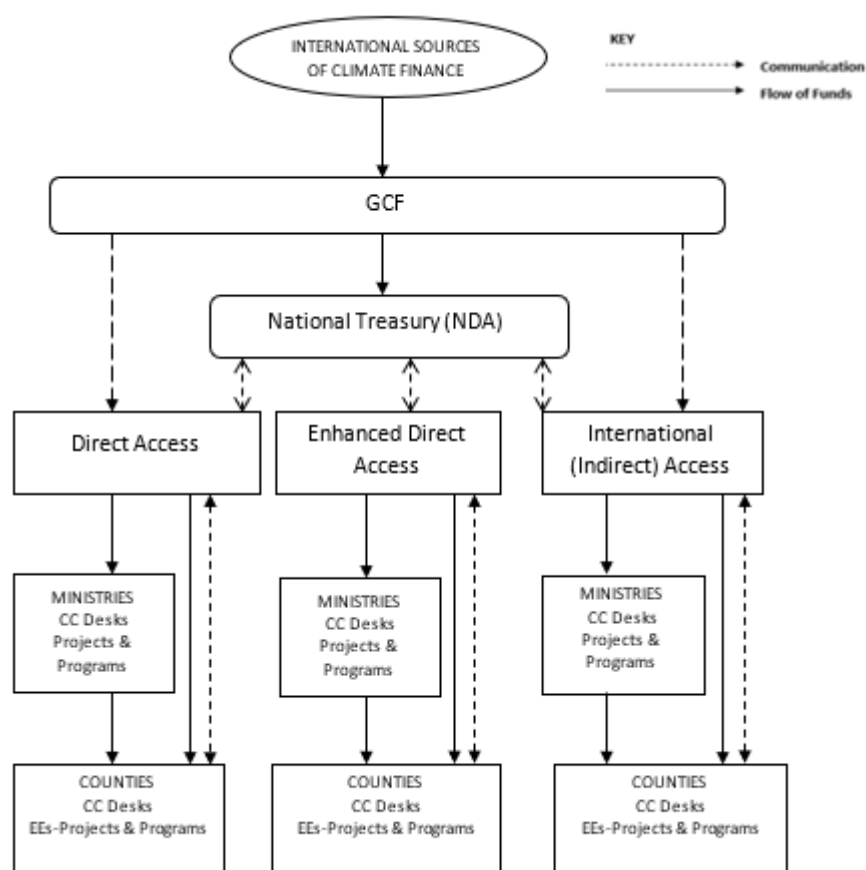 INTERNATIONAL SOURCES
OF CLIMATE FINANCE
KEY
Communication
Flow of Funds
GCF
National Treasury (NDA)
Direct Access
Enhanced Direct
Access
International
(Indirect) Access
MINISTRIES
CC Desks
Projects &
Programs
MINISTRIES
CC Desks
Projects &
Programs
MINISTRIES
CC Desks
Projects &
Programs
COUNTIES
CC Desks
EEs-Projects & Programs
COUNTIES
CC Desks
EEs-Projects & Programs
COUNTIES
CC Desks
EEs-Projects & Programs